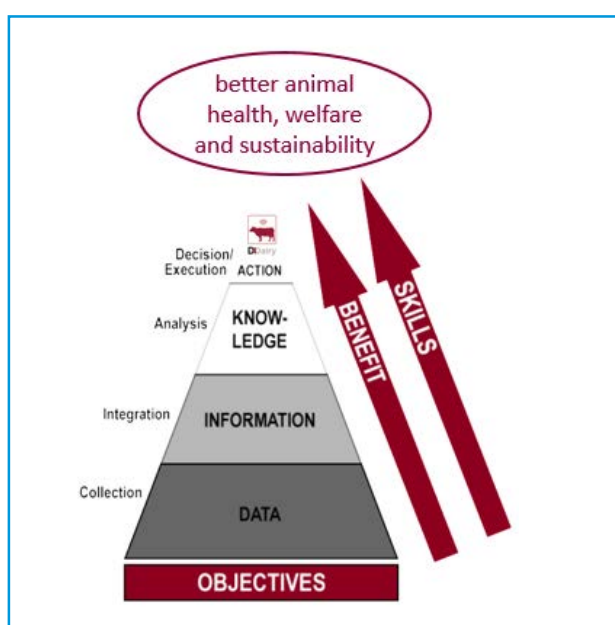 better animal
health, welfare
and sustainability
DiDairy
Decision/
Execution
ACTION
Analysis
KNOW-
LEDGE
BENEFIT
SKILLS
Integration
INFORMATION
Collection
DATA
OBJECTIVES